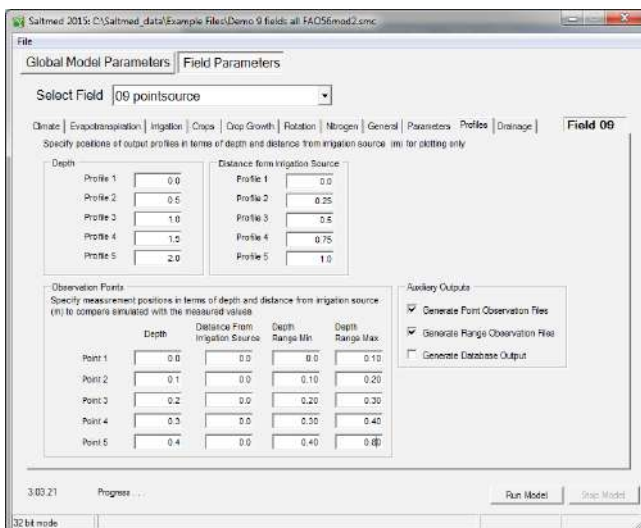 Saltmed 2015: C:\Saltmed_data\Example Files\Demo 9 fields all FAO56mod2.smc
File
Global Model Parameters Field Parameters
Select Field 09 pointsource
Climate Evapotranspiration Irrigation Crops Crop Growth Rotation Nitrogen General Parameters Profiles Drainage Field 09
Specify positions of output profiles in terms of depth and distance from irrigation source (m) for plotting only
Depth Distance from Irrigation Source
Profile 1 0.0 Profile 1 0.0
Profile 2 0.5 Profile 2 0.25
Profile 3 1.0 Profile 3 0.5
Profile 4 1.5 Profile 4 0.75
Profile 5 2.0 Profile 5 1.0
Observation Points Auxiliary Outputs
Specify measurement positions in terms of depth and distance from irrigation source
(m) to compare simulated with the measured values
Generate Point Observation Files
Generate Range Observation Files
Generate Database Output
Depth Distance From Irrigation Source Depth Range Min Depth Range Max
Point 1 0.0 0.0 0.0 0.10
Point 2 0.1 0.0 0.10 0.20
Point 3 0.2 0.0 0.20 0.30
Point 4 0.3 0.0 0.30 0.40
Point 5 0.4 0.0 0.40 0.80
3.03.21 Progress . . . Run Model Stop Model
32 bit mode